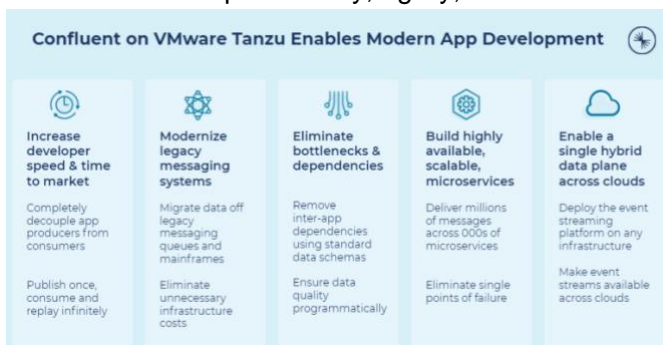 Confluent on VMware Tanzu Enables Modern App Development
Increase
developer
speed & time
to market
Completely
decouple app
producers from
consumers
Publish once,
consume and
replay infinitely
Modernize
legacy
messaging
systems
Migrate data off
legacy
messaging
queues and
mainframes
Eliminate
unnecessary
infrastructure
costs
Eliminate
bottlenecks &
dependencies
Remove
inter-app
dependencies
using standard
data schemas
Ensure data
quality
programmatically
Build highly
available,
scalable,
microservices
Deliver millions
of messages
across 000s of
microservices
Eliminate single
points of failure
Enable a
single hybrid
data plane
across clouds
Deploy the event
streaming
platform on any
infrastructure
Make event
streams available
across clouds